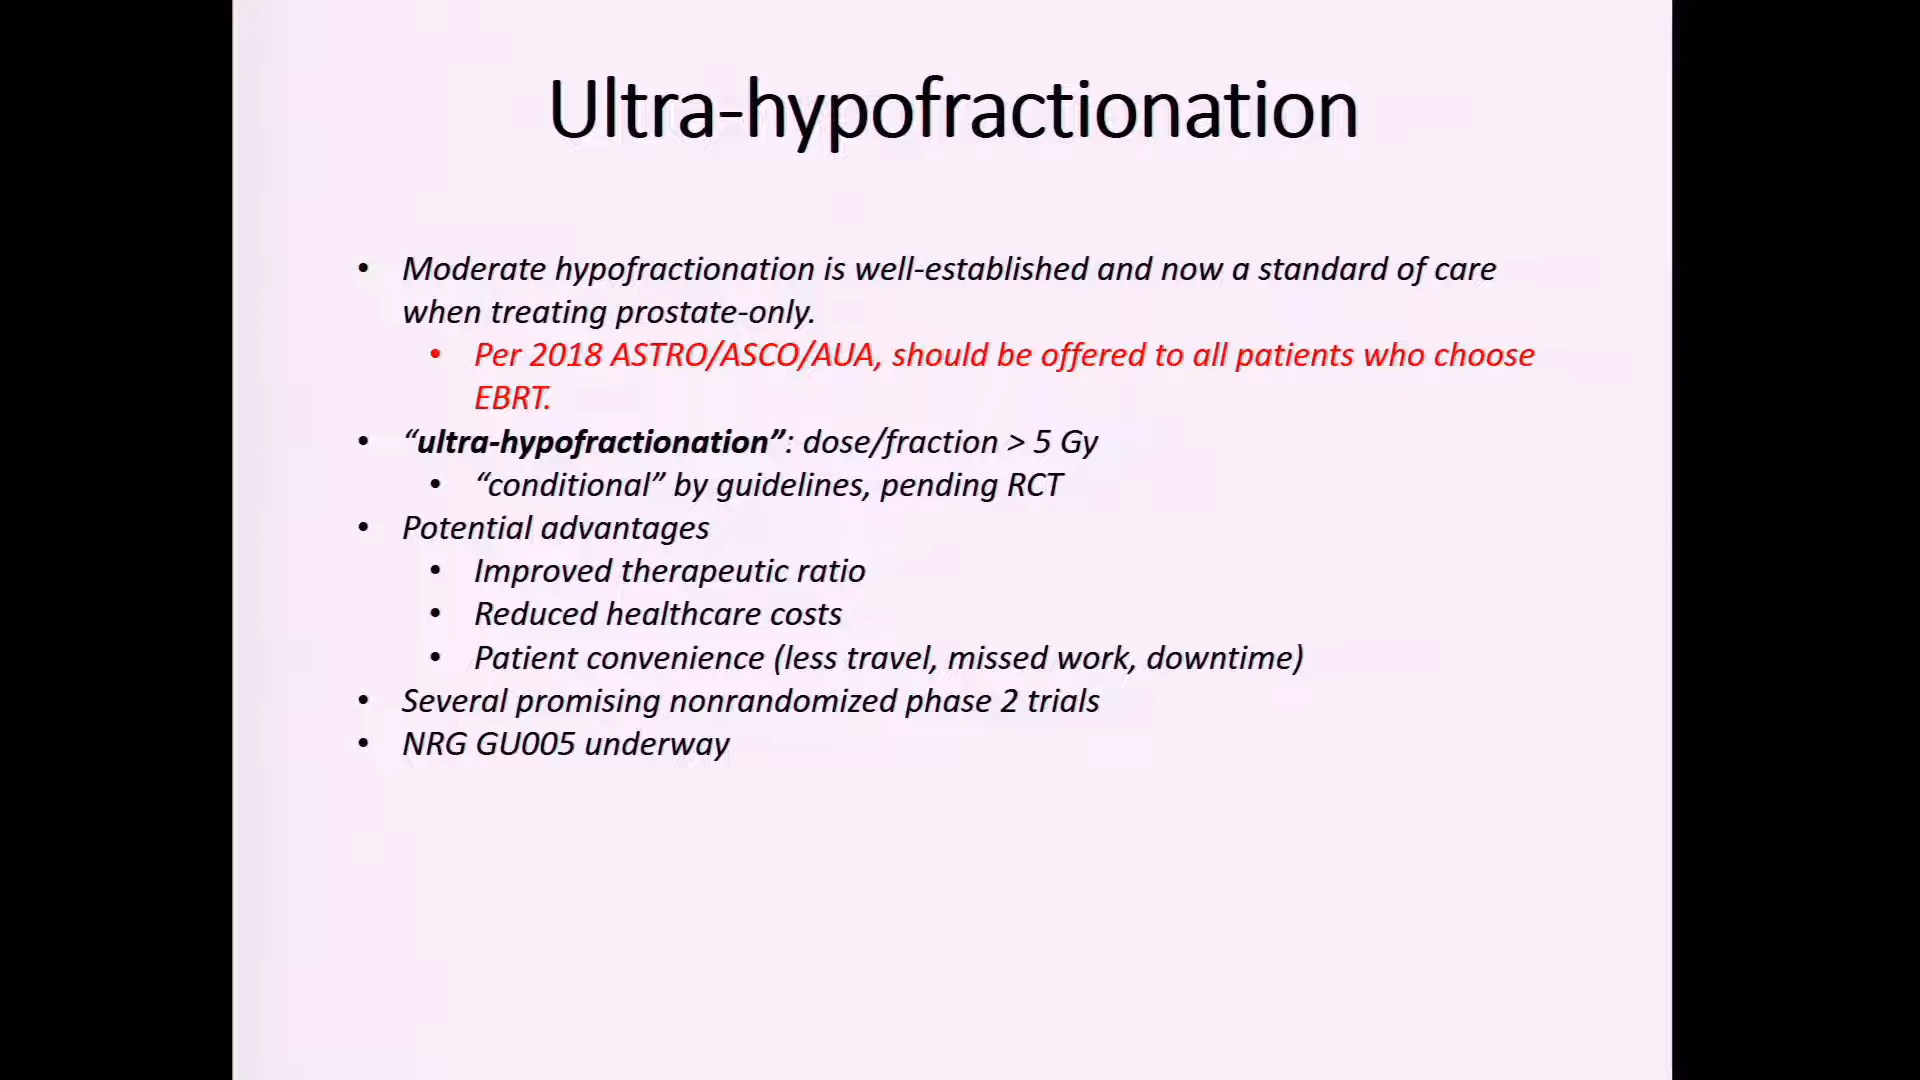 Ultra-hypofractionation
• Moderate hypofractionation is well-established and now a standard of care
when treating prostate-only.
• Per 2018 ASTRO/ASCO/AUA, should be offered to all patients who choose
EBRT.
• “ultra-hypofractionation”: dose/fraction > 5 Gy
• “conditional” by guidelines, pending RCT
• Potential advantages
• Improved therapeutic ratio
• Reduced healthcare costs
• Patient convenience (less travel, missed work, downtime)
• Several promising nonrandomized phase 2 trials
• NRG GU005 underway